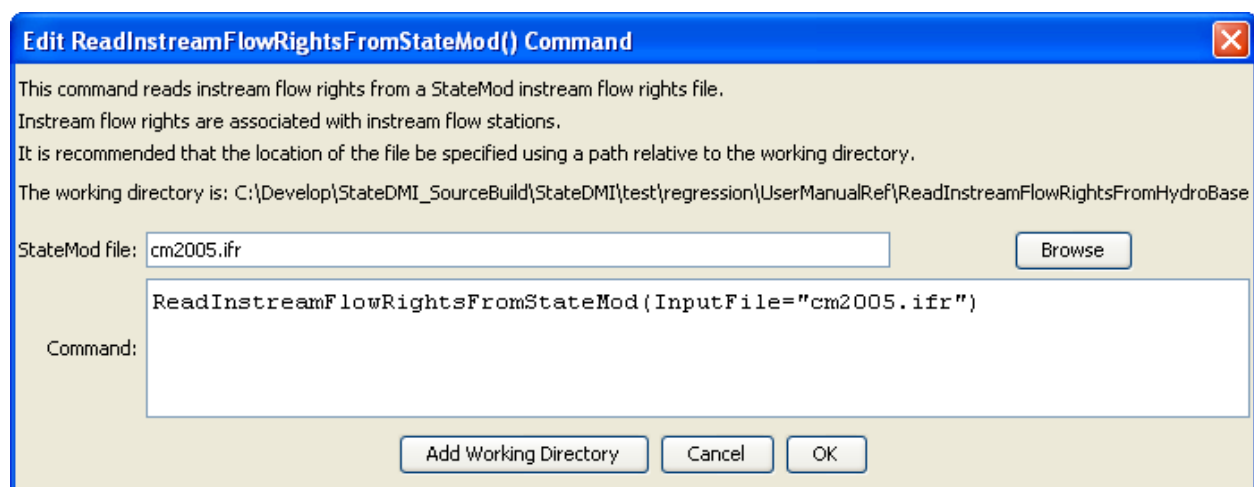 Edit ReadInstreamFlowRightsFromStateMod() Command
This command reads instream flow rights from a StateMod instream flow rights file.
Instream flow rights are associated with instream flow stations.
It is recommended that the location of the file be specified using a path relative to the working directory.
The working directory is: C:\Develop\StateDMI_SourceBuild\StateDMI\test\regression\UserManualRef\ReadInstreamFlowRightsFromHydroBase
StateMod file: cm2005.ifr Browse
ReadInstreamFlowRightsFromStateMod(InputFile="cm2005.ifr")
Command:
Add Working Directory Cancel OK